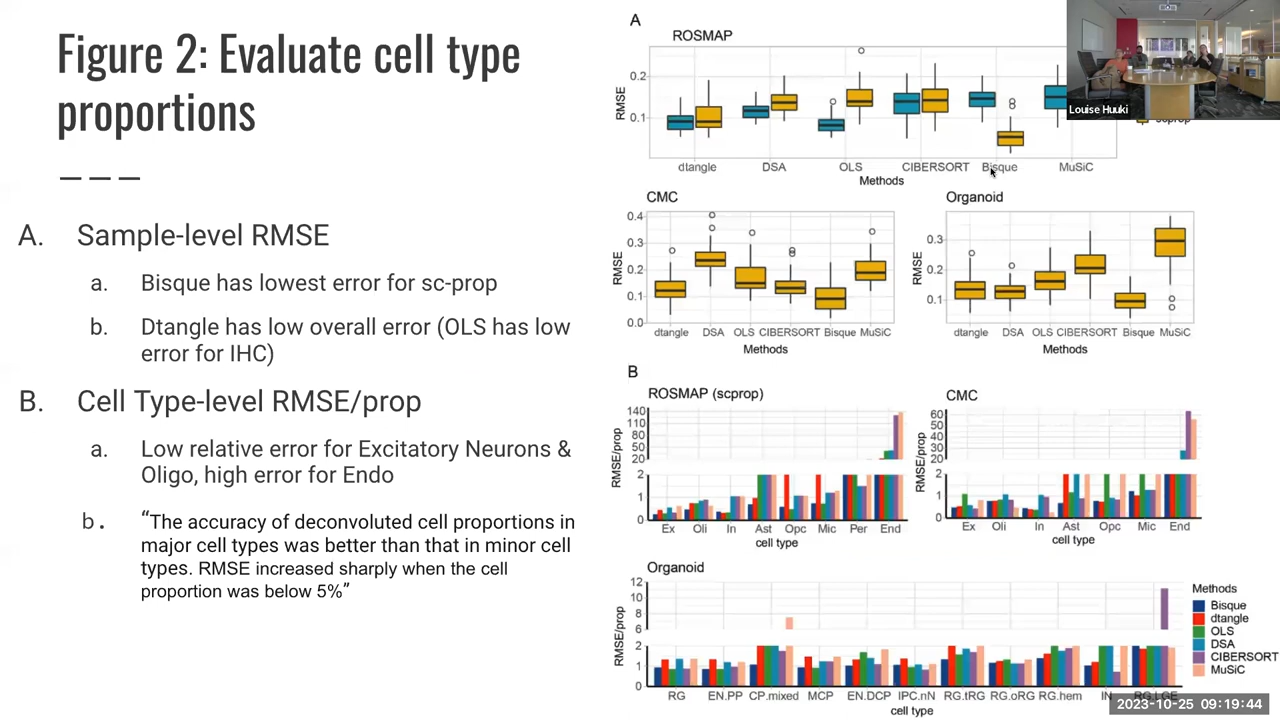 Figure 2: Evaluate cell type
proportions
A. Sample-level RMSE
a. Bisque has lowest error for sc-prop
b. Dtangle has low overall error (OLS has low
error for IHC)
B. Cell Type-level RMSE/prop
a. Low relative error for Excitatory Neurons &
Oligo, high error for Endo
b. “The accuracy of deconvoluted cell proportions in
major cell types was better than that in minor cell
types. RMSE increased sharply when the cell
proportion was below 5%”
A
ROSMAP
RMSE
0.2
0.1
dtangle DSA OLS CIBERSORT Bisque MuSiC
Methods
scprop
Louise Huuki
CMC
RMSE
0.4
0.3
0.2
0.1
0.0
dtangle DSA OLS CIBERSORT Bisque MuSiC
Methods
Organoid
RMSE
0.3
0.2
0.1
dtangle DSA OLS CIBERSORT Bisque MuSiC
Methods
B
ROSMAP (scprop)
RMSE/prop
140
110
80
50
20
2
1
0
Ex Oli In Ast Opc Mic Per End
cell type
CMC
RMSE/prop
60
50
40
30
20
2
1
0
Ex Oli In Ast Opc Mic End
cell type
Organoid
RMSE/prop
12
10
8
6
2
1
0
RG EN.PP CP.mixed MCP EN.DCP IPC.nN RG.tRG RG.oRG RG.hem IN RG.LGE
cell type
Methods
Bisque
dtangle
OLS
DSA
CIBERSORT
MuSiC
2023-10-25 09:19:44